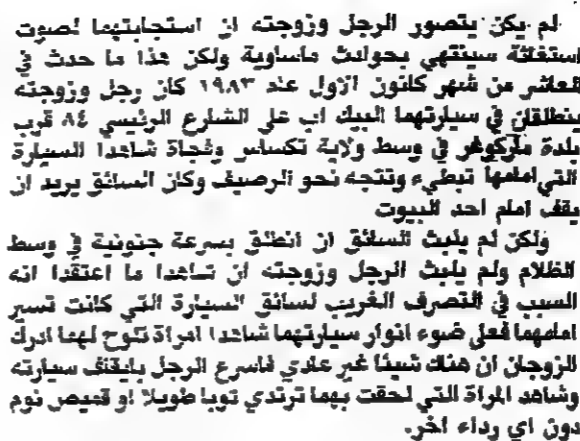 لم يكن يتصور الرجل وزوجته ان استجابتهما لصوت
استغاثة سينتهي بحوادث ماساوية ولكن هذا ما حدث في
العاشر من شهر كانون الاول عند ١٩٨٣ كان رجل وزوجته
ينطلقان في سيارتهما البيك اب على الشارع الرئيسي ٨٤ قرب
بلدة في وسط ولاية تكساس وفجاة شاهدا السيارة
التي امامها تبطيء وتتجه نحو الرصيف وكان السائق يريد ان
يقف امام احد البيوت
ولكن لم يلبث السائق ان انطلق بسرعة جنونية في وسط
الظلام ولم يلبث الرجل وزوجته ان شاهدا ما اعتقدا انه
السبب في التصرف الغريب لسائق السيارة التي كانت تسير
امامهما فعلى ضوء انوار سيارتهما شاهدا امراة تلوح لهما ادرك
الزوجان ان هناك شيئا غير عادي فاسرع الرجل بايقاف سيارته
وشاهد المراة التي لحقت بهما ترتدي ثوبا طويلا او قميص نوم
دون اي رداء اخر.